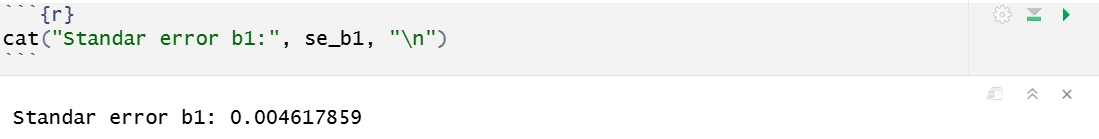 ```{r}
cat("Standar error b1:", se_b1, "\n")
```
Standar error b1: 0.004617859